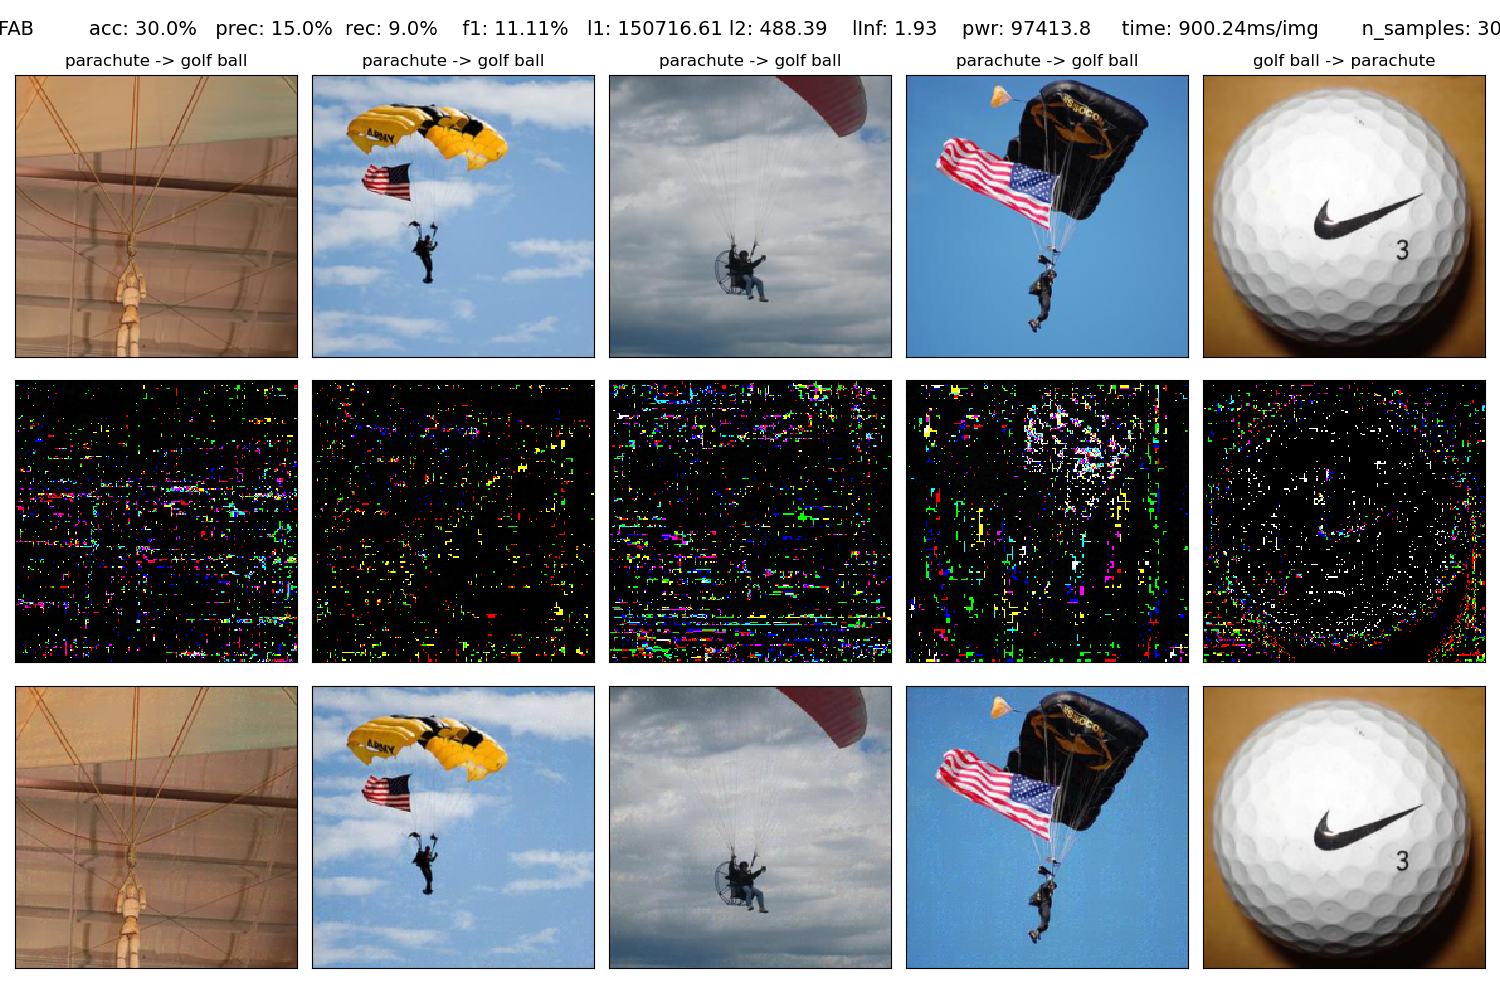 FAB acc: 30.0% prec: 15.0% rec: 9.0% f1: 11.11% l1: 150716.61 l2: 488.39 lInf: 1.93 pwr: 97413.8 time: 900.24ms/img n_samples: 30
parachute -> golf ball
parachute -> golf ball
parachute -> golf ball
parachute -> golf ball
golf ball -> parachute
ARMY
3
ARMY
3